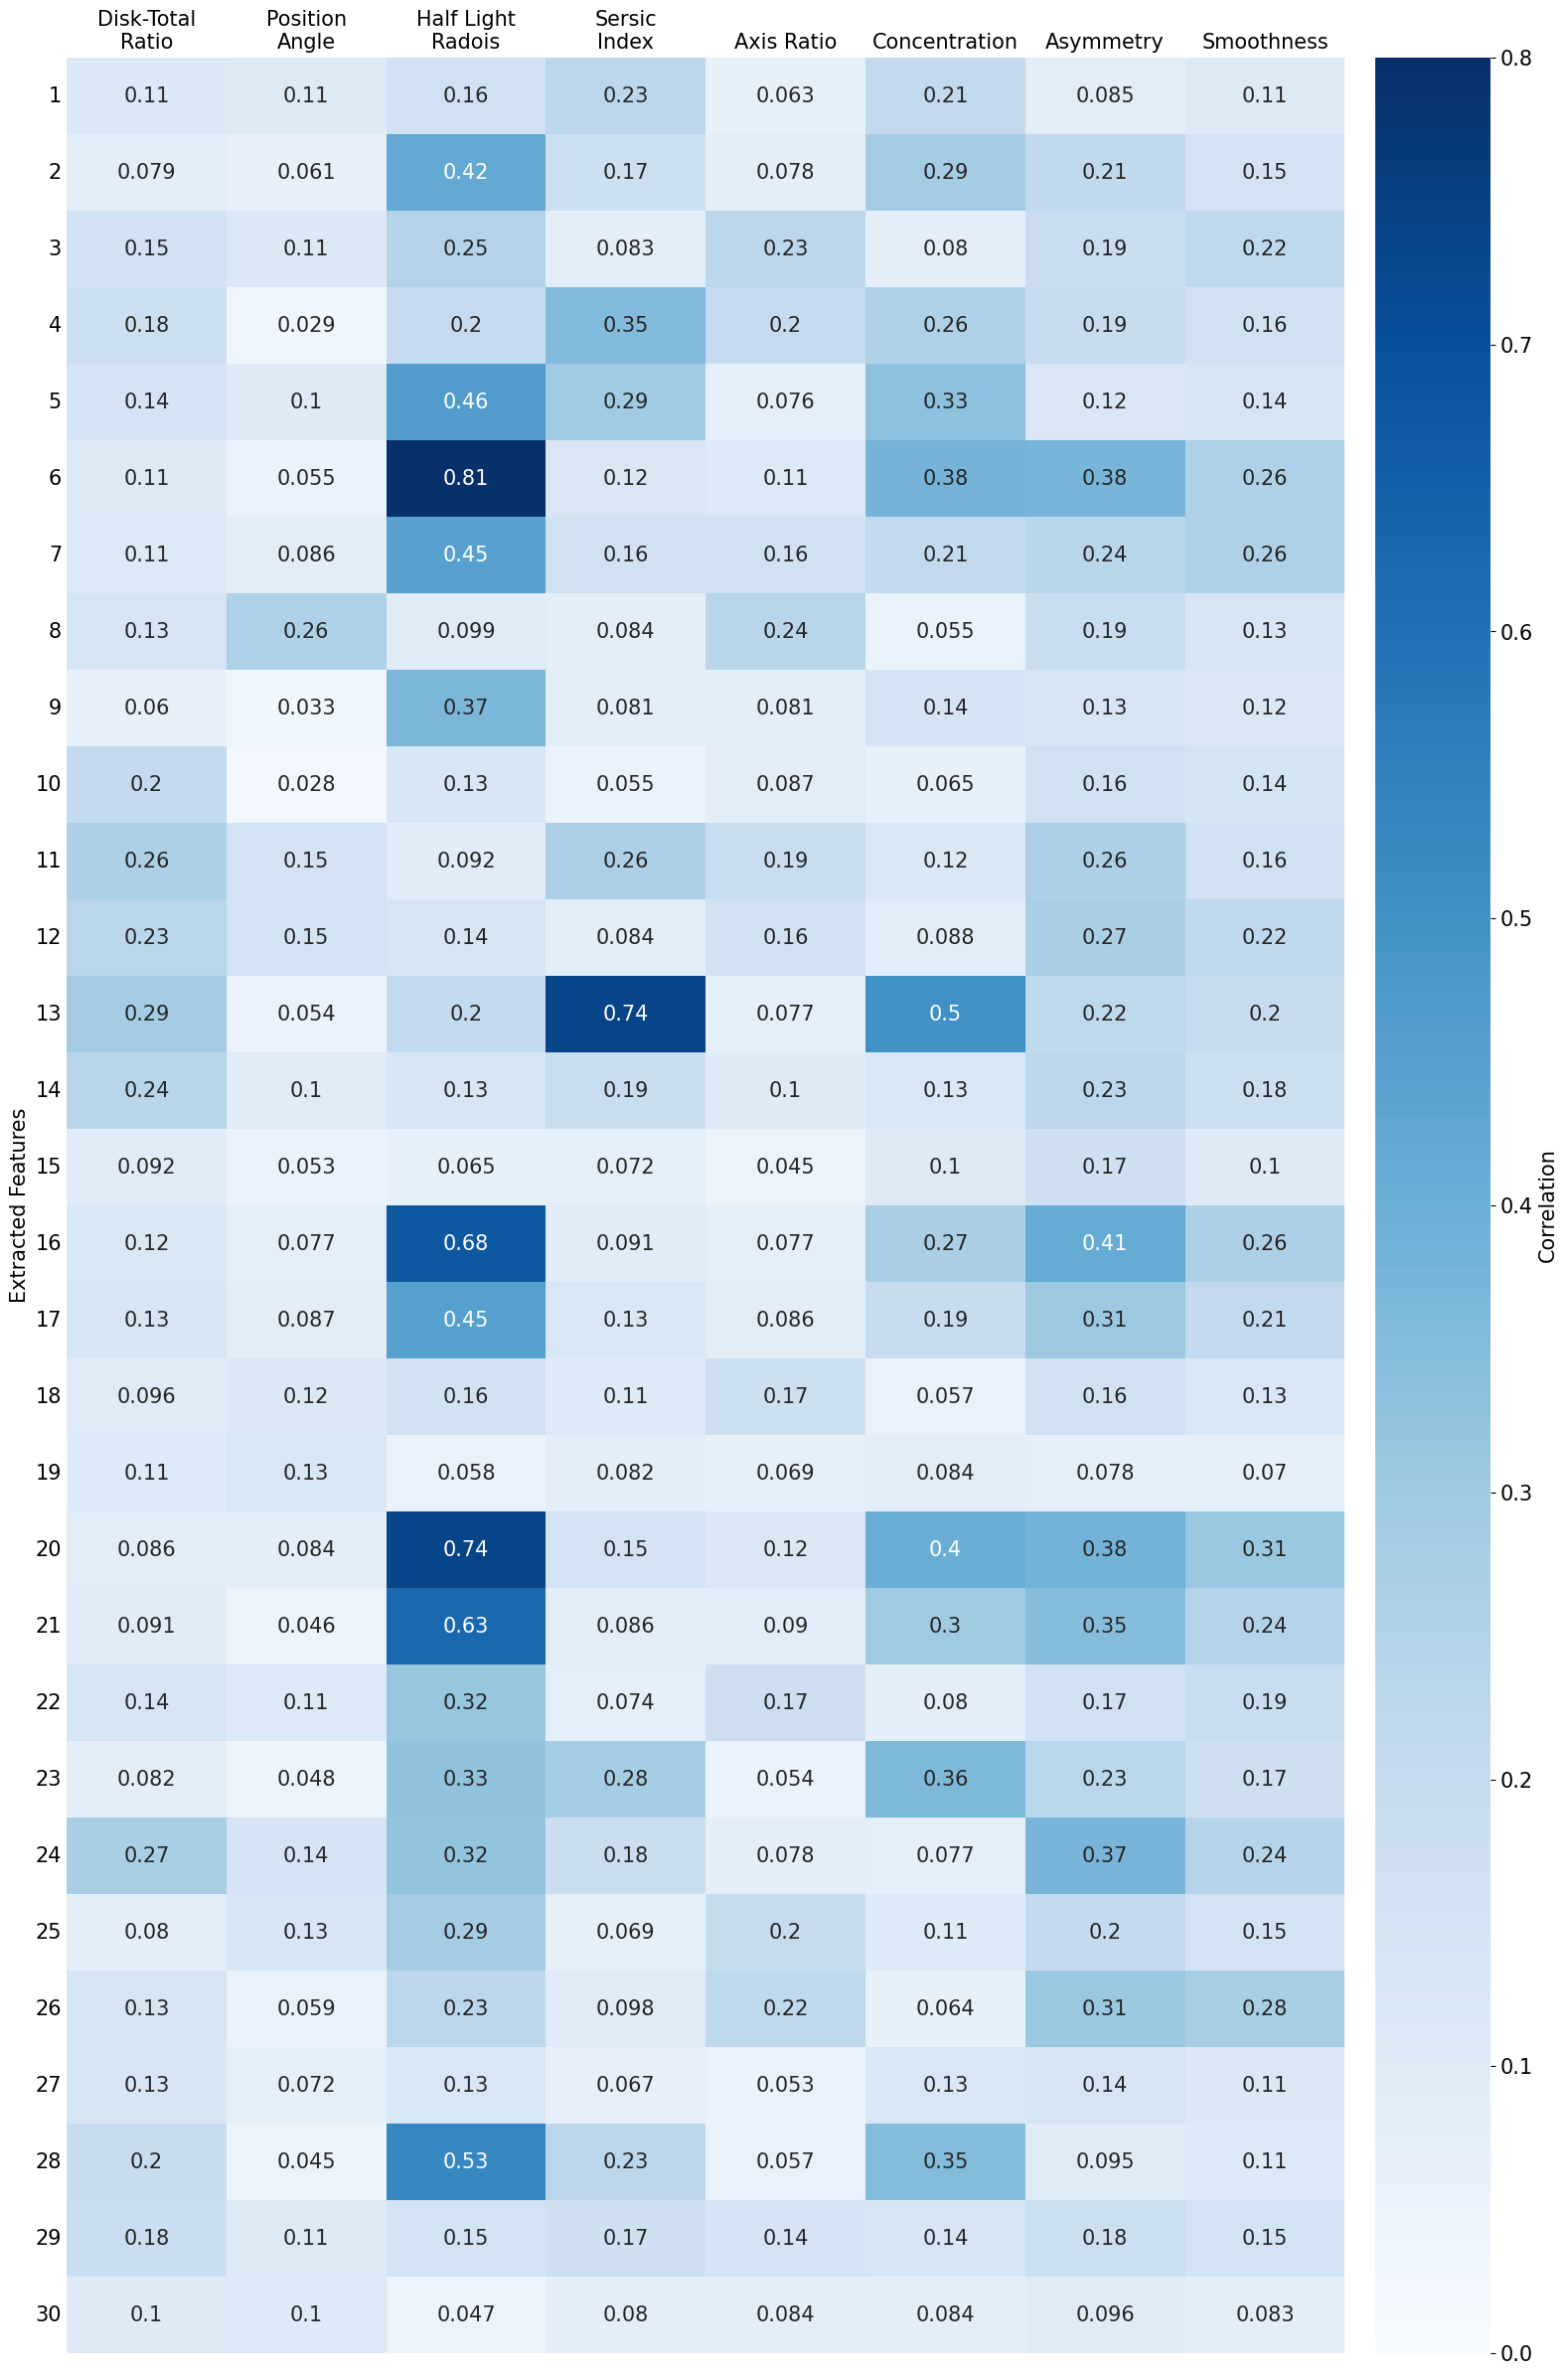 Disk-Total Ratio Position Angle Half Light Radois Sersic Index Axis Ratio Concentration Asymmetry Smoothness
1 0.11 0.11 0.16 0.23 0.063 0.21 0.085 0.11
2 0.079 0.061 0.42 0.17 0.078 0.29 0.21 0.15
3 0.15 0.11 0.25 0.083 0.23 0.08 0.19 0.22
4 0.18 0.029 0.2 0.35 0.2 0.26 0.19 0.16
5 0.14 0.1 0.46 0.29 0.076 0.33 0.12 0.14
6 0.11 0.055 0.81 0.12 0.11 0.38 0.38 0.26
7 0.11 0.086 0.45 0.16 0.16 0.21 0.24 0.26
8 0.13 0.26 0.099 0.084 0.24 0.055 0.19 0.13
9 0.06 0.033 0.37 0.081 0.081 0.14 0.13 0.12
10 0.2 0.028 0.13 0.055 0.087 0.065 0.16 0.14
11 0.26 0.15 0.092 0.26 0.19 0.12 0.26 0.16
12 0.23 0.15 0.14 0.084 0.16 0.088 0.27 0.22
13 0.29 0.054 0.2 0.74 0.077 0.5 0.22 0.2
14 0.24 0.1 0.13 0.19 0.1 0.13 0.23 0.18
15 0.092 0.053 0.065 0.072 0.045 0.1 0.17 0.1
16 0.12 0.077 0.68 0.091 0.077 0.27 0.41 0.26
17 0.13 0.087 0.45 0.13 0.086 0.19 0.31 0.21
18 0.096 0.12 0.16 0.11 0.17 0.057 0.16 0.13
19 0.11 0.13 0.058 0.082 0.069 0.084 0.078 0.07
20 0.086 0.084 0.74 0.15 0.12 0.4 0.38 0.31
21 0.091 0.046 0.63 0.086 0.09 0.3 0.35 0.24
22 0.14 0.11 0.32 0.074 0.17 0.08 0.17 0.19
23 0.082 0.048 0.33 0.28 0.054 0.36 0.23 0.17
24 0.27 0.14 0.32 0.18 0.078 0.077 0.37 0.24
25 0.08 0.13 0.29 0.069 0.2 0.11 0.2 0.15
26 0.13 0.059 0.23 0.098 0.22 0.064 0.31 0.28
27 0.13 0.072 0.13 0.067 0.053 0.13 0.14 0.11
28 0.2 0.045 0.53 0.23 0.057 0.35 0.095 0.11
29 0.18 0.11 0.15 0.17 0.14 0.14 0.18 0.15
30 0.1 0.1 0.047 0.08 0.084 0.084 0.096 0.083
Extracted Features
0.8
0.7
0.6
0.5
0.4
0.3
0.2
0.1
0.0
Correlation